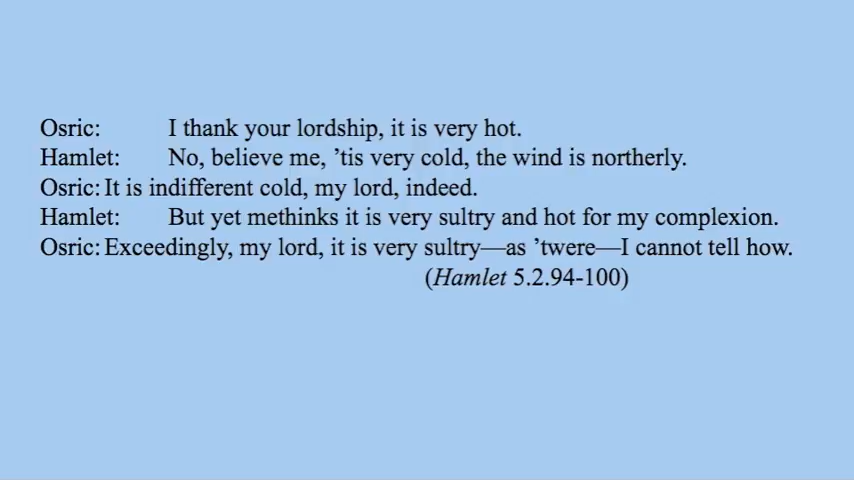 Osric: I thank your lordship, it is very hot.
Hamlet: No, believe me, ’tis very cold, the wind is northerly.
Osric: It is indifferent cold, my lord, indeed.
Hamlet: But yet methinks it is very sultry and hot for my complexion.
Osric: Exceedingly, my lord, it is very sultry—as ’twere—I cannot tell how.
(Hamlet 5.2.94-100)